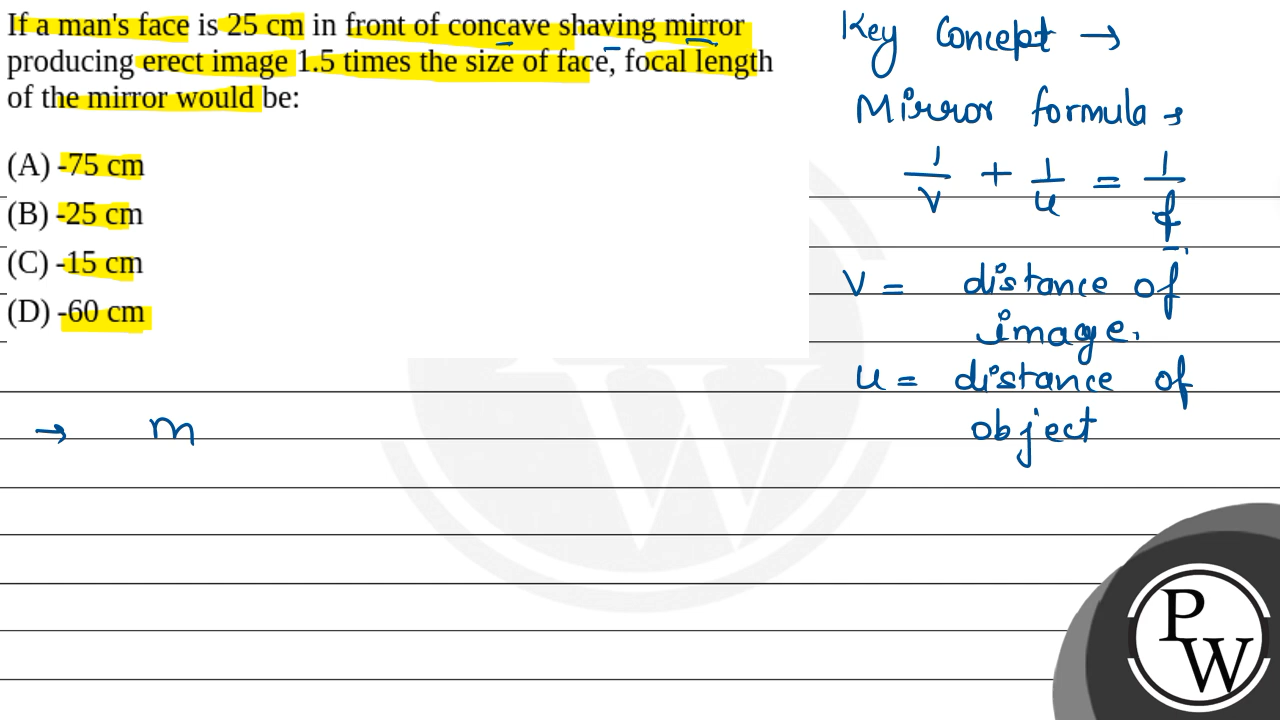 If a man's face is 25 cm in front of concave shaving mirror
producing erect image 1.5 times the size of face, focal length
of the mirror would be:
(A) -75 cm
(B) -25 cm
(C) -15 cm
(D) -60 cm
→ m
Key Concept →
Mirror formula →
1/v + 1/u = 1/f
v = distance of
image.
u = distance of
object
PW